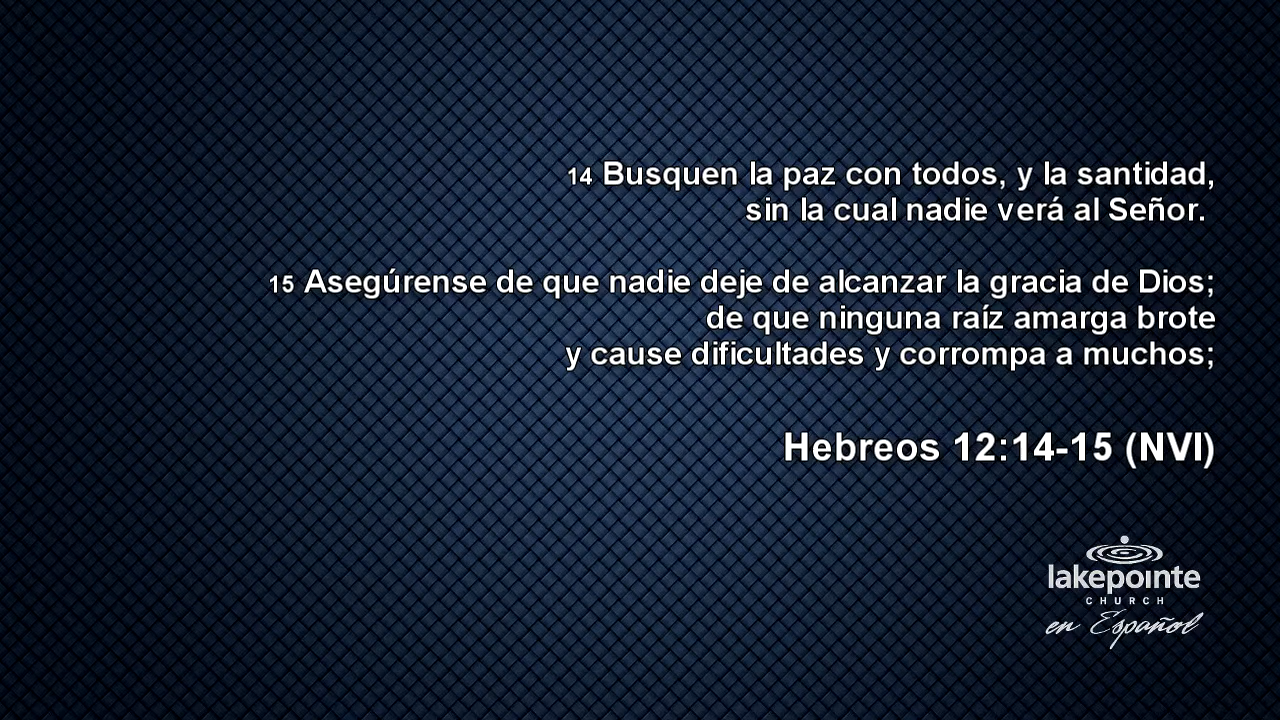 14 Busquen la paz con todos, y la santidad,
sin la cual nadie verá al Señor.
15 Asegúrense de que nadie deje de alcanzar la gracia de Dios;
de que ninguna raíz amarga brote
y cause dificultades y corrompa a muchos;
Hebreos 12:14-15 (NVI)
lakepointe
CHURCH
en Español